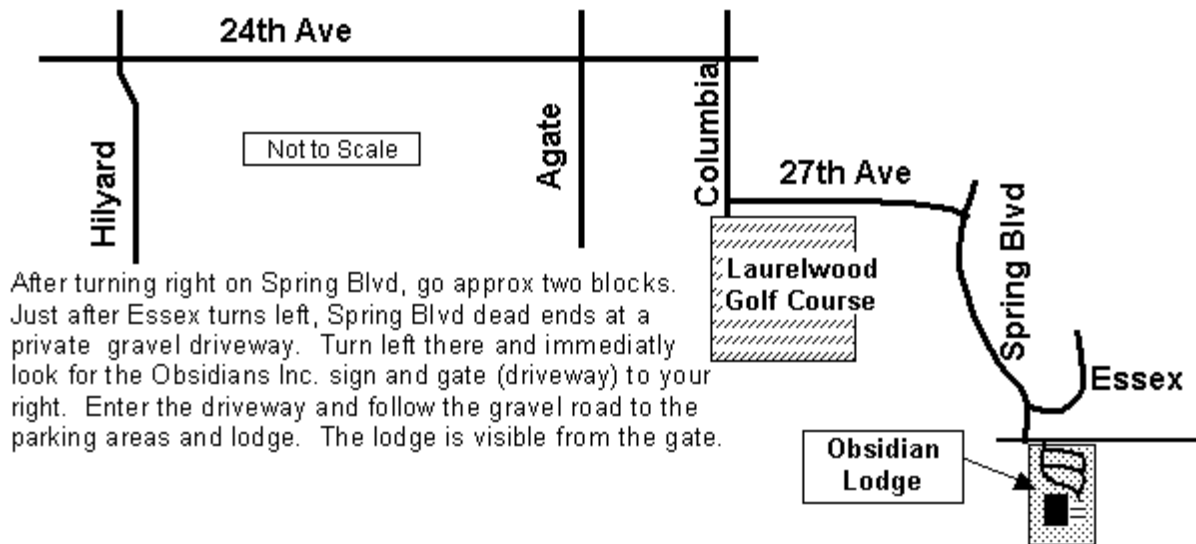 24th Ave
Hilyard
Not to Scale
Agate
Columbia
27th Ave
Spring Blvd
Laurelwood
Golf Course
Essex
After turning right on Spring Blvd, go approx two blocks.
Just after Essex turns left, Spring Blvd dead ends at a
private gravel driveway. Turn left there and immediatly
look for the Obsidians Inc. sign and gate (driveway) to your
right. Enter the driveway and follow the gravel road to the
parking areas and lodge. The lodge is visible from the gate.
Obsidian
Lodge